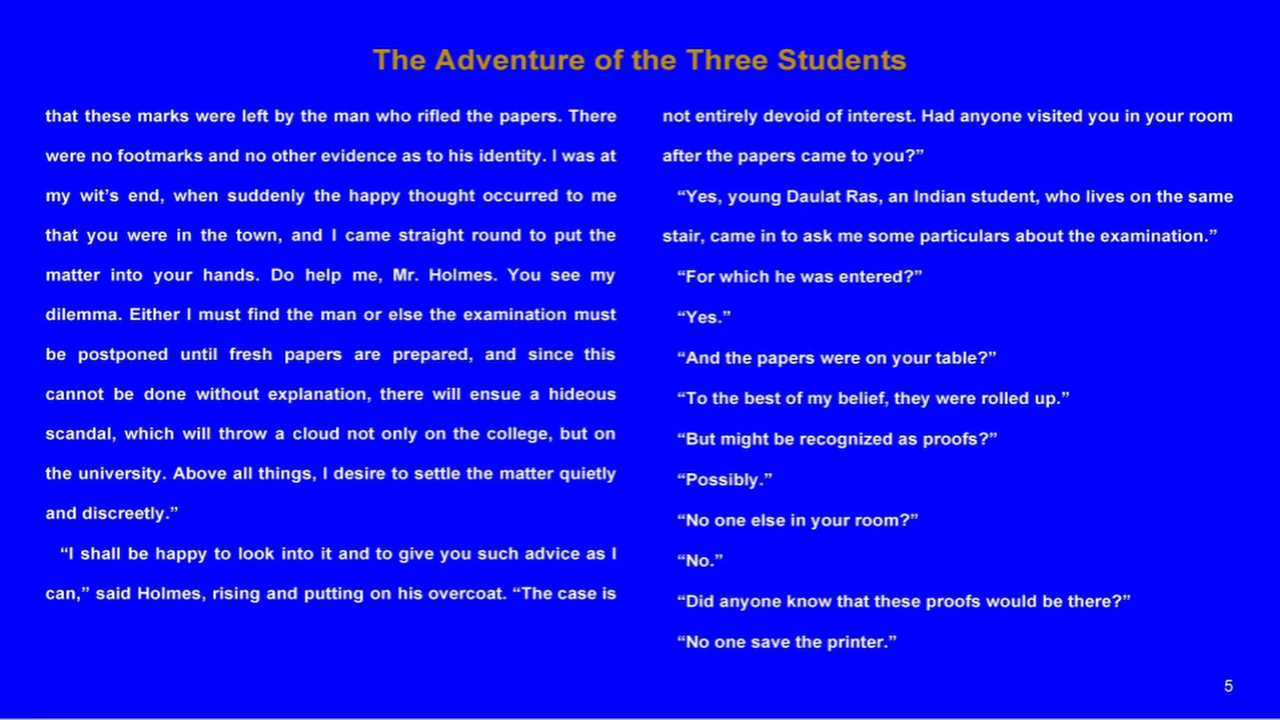 The Adventure of the Three Students
that these marks were left by the man who rifled the papers. There
were no footmarks and no other evidence as to his identity. I was at
my wit’s end, when suddenly the happy thought occurred to me
that you were in the town, and I came straight round to put the
matter into your hands. Do help me, Mr. Holmes. You see my
dilemma. Either I must find the man or else the examination must
be postponed until fresh papers are prepared, and since this
cannot be done without explanation, there will ensue a hideous
scandal, which will throw a cloud not only on the college, but on
the university. Above all things, I desire to settle the matter quietly
and discreetly.”
“I shall be happy to look into it and to give you such advice as I
can,” said Holmes, rising and putting on his overcoat. “The case is
not entirely devoid of interest. Had anyone visited you in your room
after the papers came to you?”
“Yes, young Daulat Ras, an Indian student, who lives on the same
stair, came in to ask me some particulars about the examination.”
“For which he was entered?”
“Yes.”
“And the papers were on your table?”
“To the best of my belief, they were rolled up.”
“But might be recognized as proofs?”
“Possibly.”
“No one else in your room?”
“No.”
“Did anyone know that these proofs would be there?”
“No one save the printer.”
5